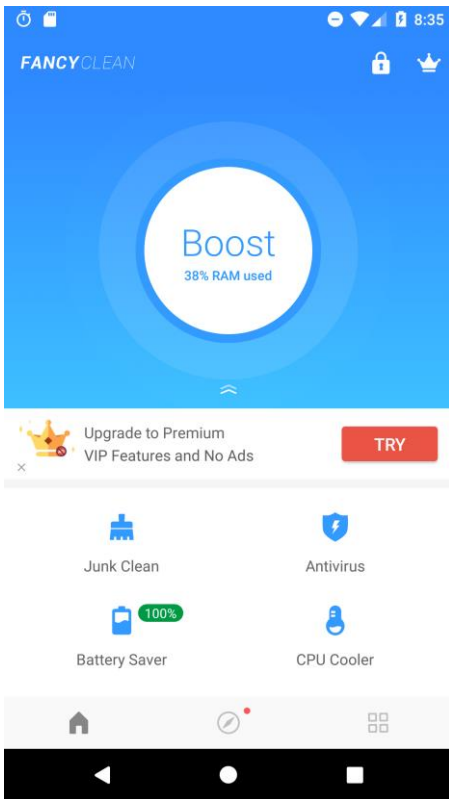 8:35
FANCYCLEAN
Boost
38% RAM used
Upgrade to Premium
VIP Features and No Ads
TRY
Junk Clean
Antivirus
100%
Battery Saver
CPU Cooler